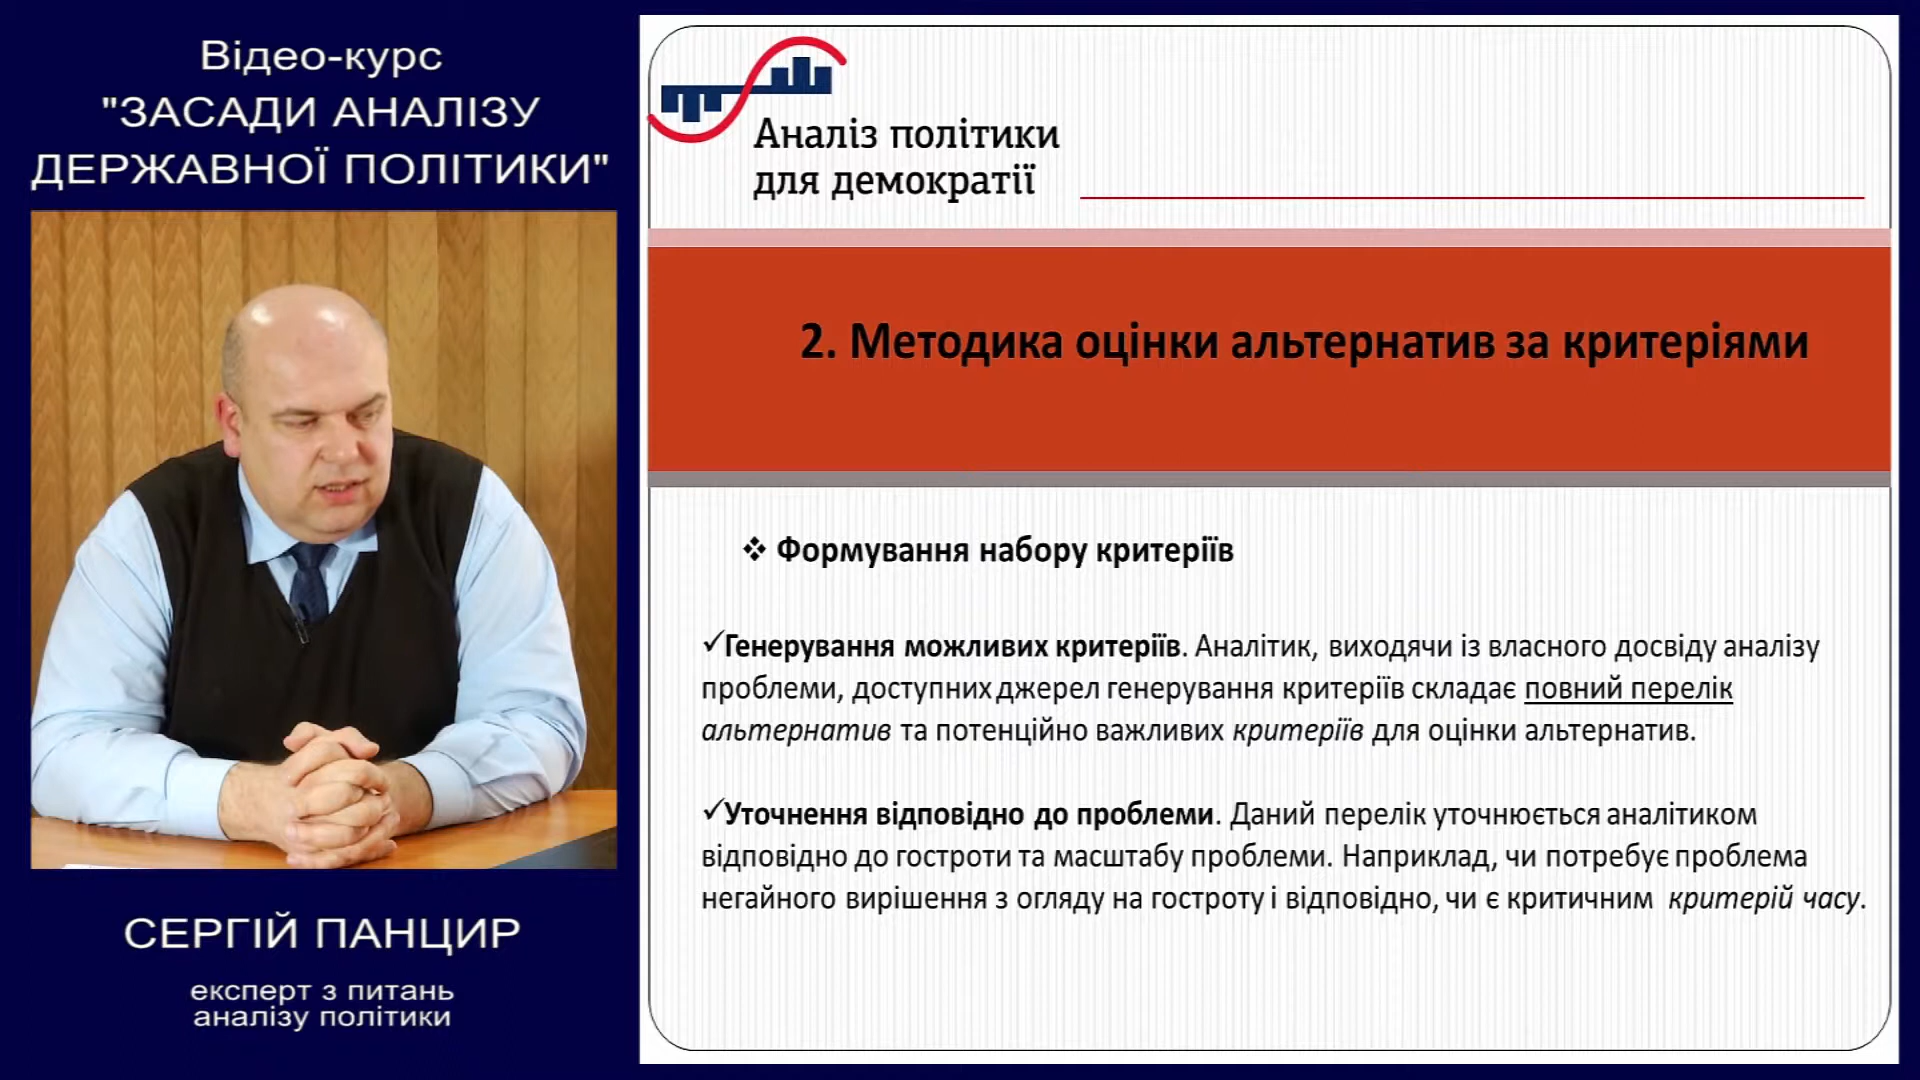 Відео-курс
"ЗАСАДИ АНАЛІЗУ
ДЕРЖАВНОЇ ПОЛІТИКИ"
СЕРГІЙ ПАНЦИР
експерт з питань
аналізу політики
Аналіз політики
для демократії
2. Методика оцінки альтернатив за критеріями
❖ Формування набору критеріїв
✓Генерування можливих критеріїв. Аналітик, виходячи із власного досвіду аналізу
проблеми, доступних джерел генерування критеріїв складає повний перелік
альтернатив та потенційно важливих критеріїв для оцінки альтернатив.
✓Уточнення відповідно до проблеми. Даний перелік уточнюється аналітиком
відповідно до гостроти та масштабу проблеми. Наприклад, чи потребує проблема
негайного вирішення з огляду на гостроту і відповідно, чи є критичним критерій часу.